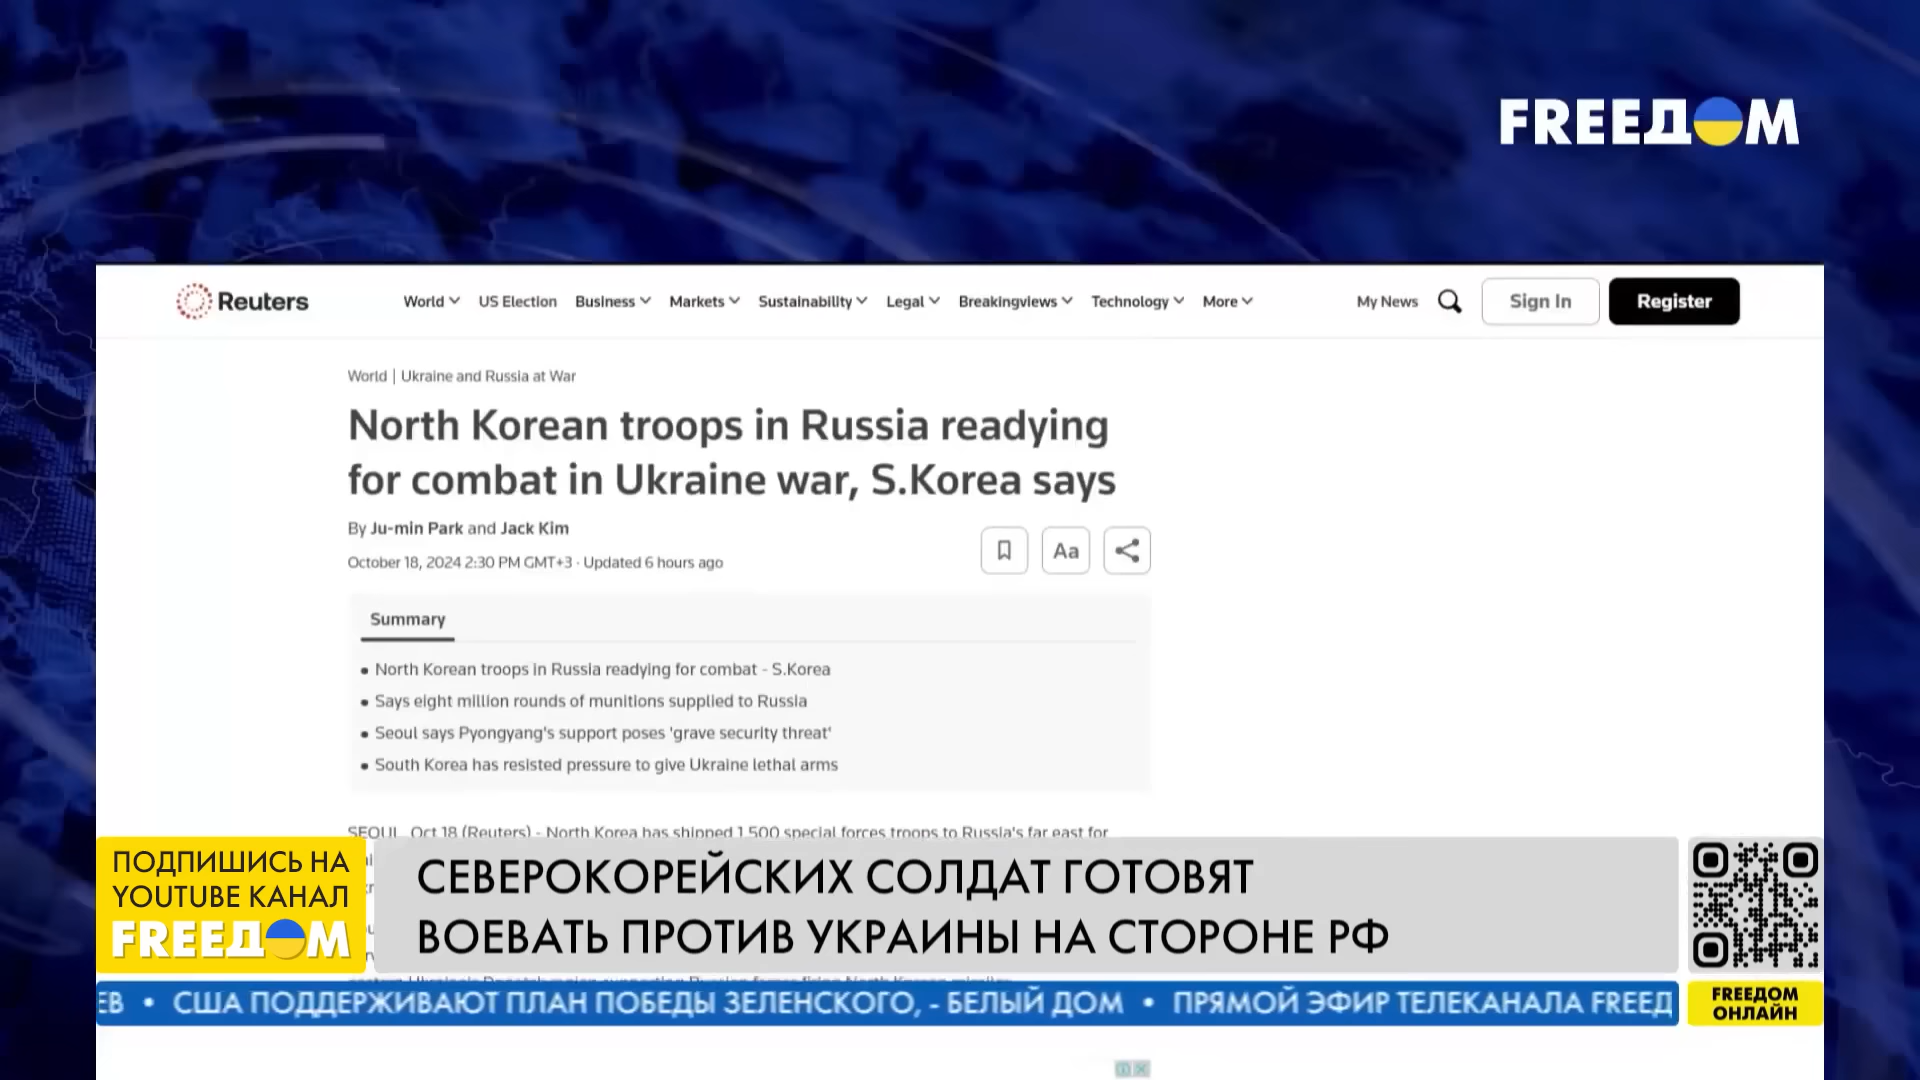 FREEДOM
Reuters
World
US Election
Business
Markets
Sustainability
Legal
Breakingviews
Technology
More
My News
Sign In
Register
World | Ukraine and Russia at War
North Korean troops in Russia readying
for combat in Ukraine war, S.Korea says
By Ju-min Park and Jack Kim
October 18, 2024 2:30 PM GMT+3 · Updated 6 hours ago
Aa
Summary
North Korean troops in Russia readying for combat - S.Korea
Says eight million rounds of munitions supplied to Russia
Seoul says Pyongyang's support poses 'grave security threat'
South Korea has resisted pressure to give Ukraine lethal arms
SEOUL, Oct 18 (Reuters) - North Korea has shipped 1,500 special forces troops to Russia's far east for
ПОДПИШИСЬ НА
YOUTUBE КАНАЛ
FREEДOM
СЕВЕРОКОРЕЙСКИХ СОЛДАТ ГОТОВЯТ
ВОЕВАТЬ ПРОТИВ УКРАИНЫ НА СТОРОНЕ РФ
ЕВ • США ПОДДЕРЖИВАЮТ ПЛАН ПОБЕДЫ ЗЕЛЕНСКОГО, - БЕЛЫЙ ДОМ • ПРЯМОЙ ЭФИР ТЕЛЕКАНАЛА FREEД
FREEДOM
ОНЛАЙН